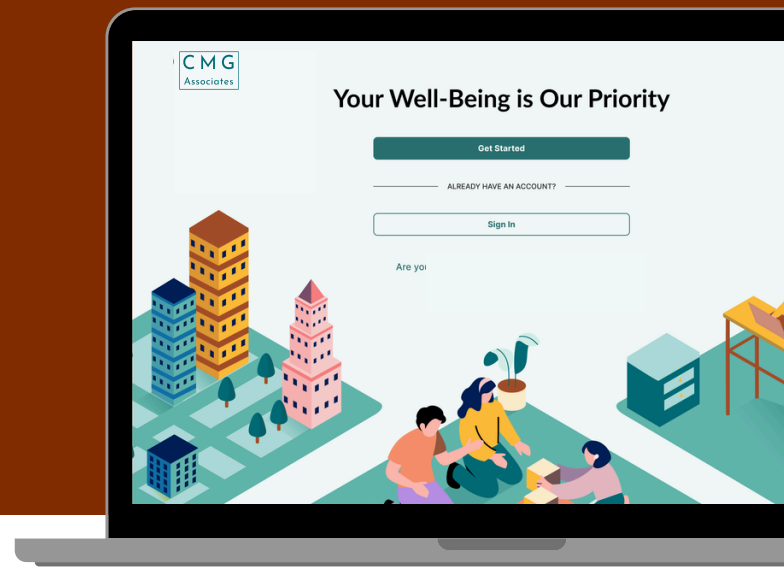 CMG
Associates
Your Well-Being is Our Priority
Get Started
ALREADY HAVE AN ACCOUNT?
Sign In
Are you